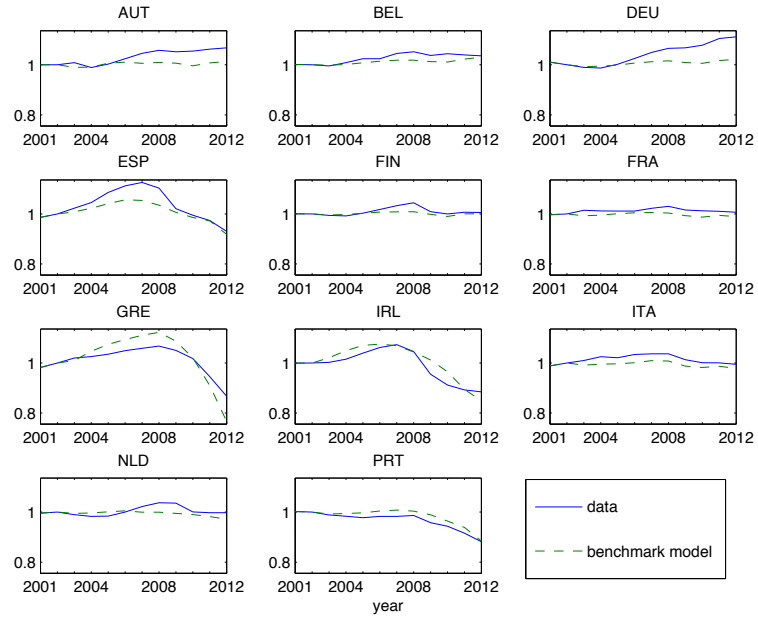 AUT BEL DEU
1 1 1
0.8 0.8 0.8
2001 2004 2008 2012 2001 2004 2008 2012 2001 2004 2008 2012
ESP FIN FRA
1 1 1
0.8 0.8 0.8
2001 2004 2008 2012 2001 2004 2008 2012 2001 2004 2008 2012
GRE IRL ITA
1 1 1
0.8 0.8 0.8
2001 2004 2008 2012 2001 2004 2008 2012 2001 2004 2008 2012
NLD PRT
1 1 data
0.8 0.8 benchmark model
2001 2004 2008 2012 2001 2004 2008 2012
year